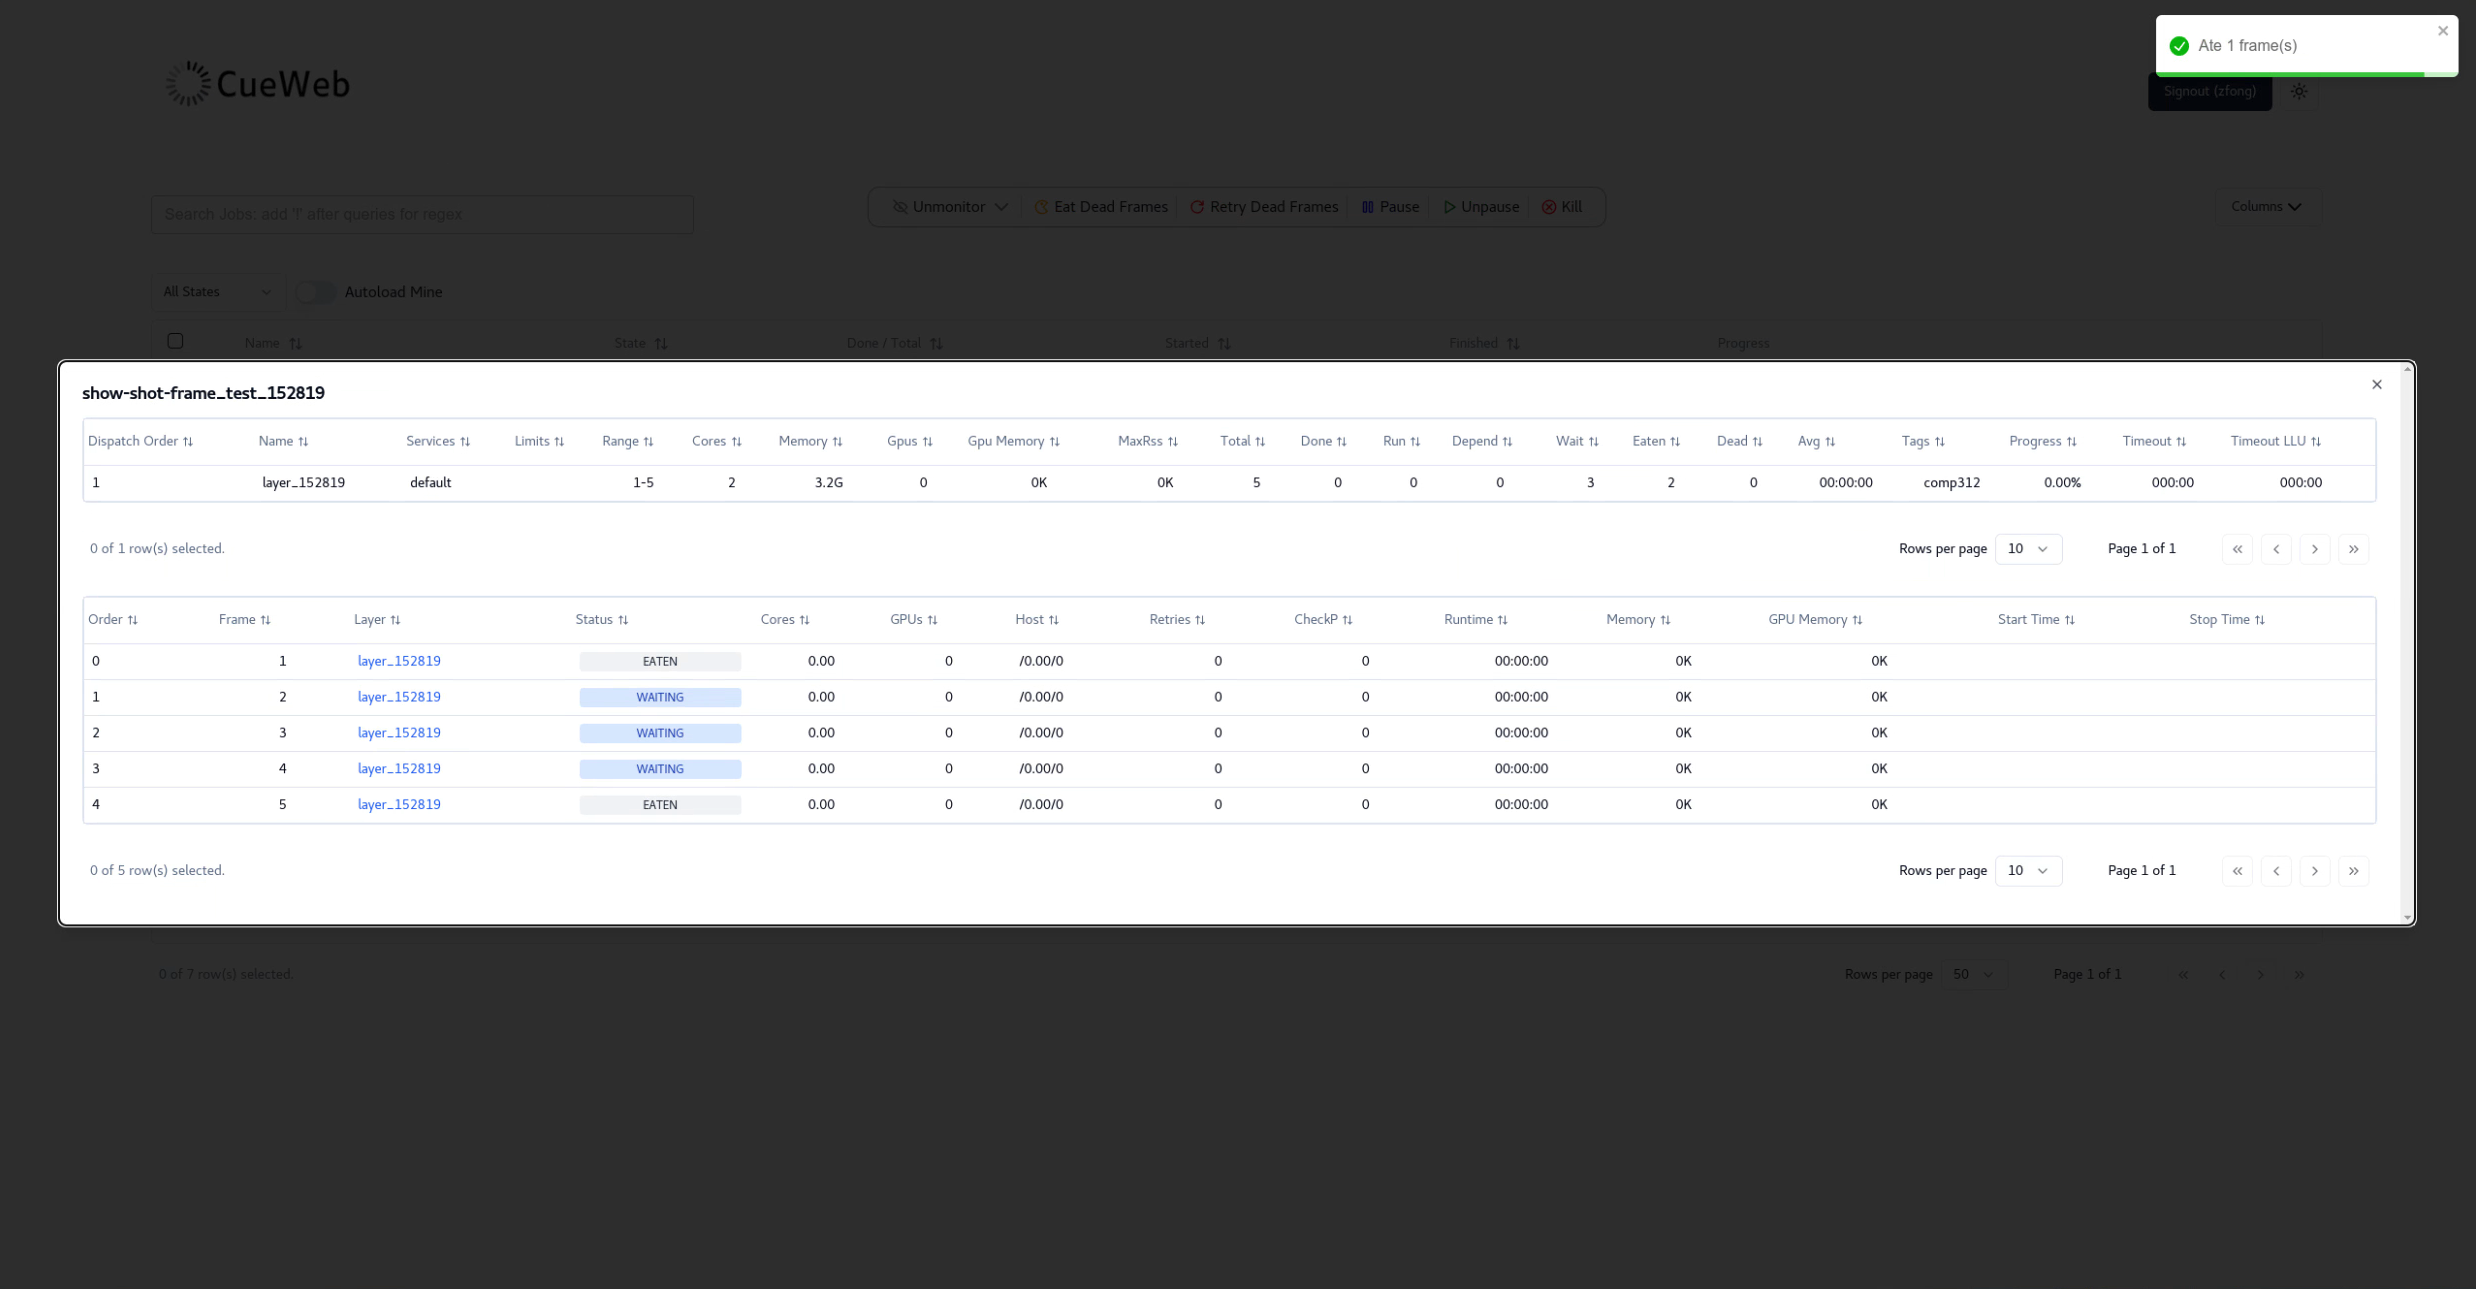 Ate 1 frame(s)
CueWeb
Signout (zfong)
Search Jobs: add '!' after queries for regex
Unmonitor Eat Dead Frames Retry Dead Frames Pause Unpause Kill
Columns
All States Autoload Mine
Name State Done / Total Started Finished Progress
show-shot-frame_test_152819
Dispatch Order Name Services Limits Range Cores Memory Gpus Gpu Memory MaxRss Total Done Run Depend Wait Eaten Dead Avg Tags Progress Timeout Timeout LLU
1 layer_152819 default 1-5 2 3.2G 0 0K 0K 5 0 0 0 3 2 0 00:00:00 comp312 0.00% 000:00 000:00
0 of 1 row(s) selected. Rows per page 10 Page 1 of 1
Order Frame Layer Status Cores GPUs Host Retries CheckP Runtime Memory GPU Memory Start Time Stop Time
0 1 layer_152819 EATEN 0.00 0 /0.00/0 0 0 00:00:00 0K 0K
1 2 layer_152819 WAITING 0.00 0 /0.00/0 0 0 00:00:00 0K 0K
2 3 layer_152819 WAITING 0.00 0 /0.00/0 0 0 00:00:00 0K 0K
3 4 layer_152819 WAITING 0.00 0 /0.00/0 0 0 00:00:00 0K 0K
4 5 layer_152819 EATEN 0.00 0 /0.00/0 0 0 00:00:00 0K 0K
0 of 5 row(s) selected. Rows per page 10 Page 1 of 1
0 of 7 row(s) selected. Rows per page 50 Page 1 of 1